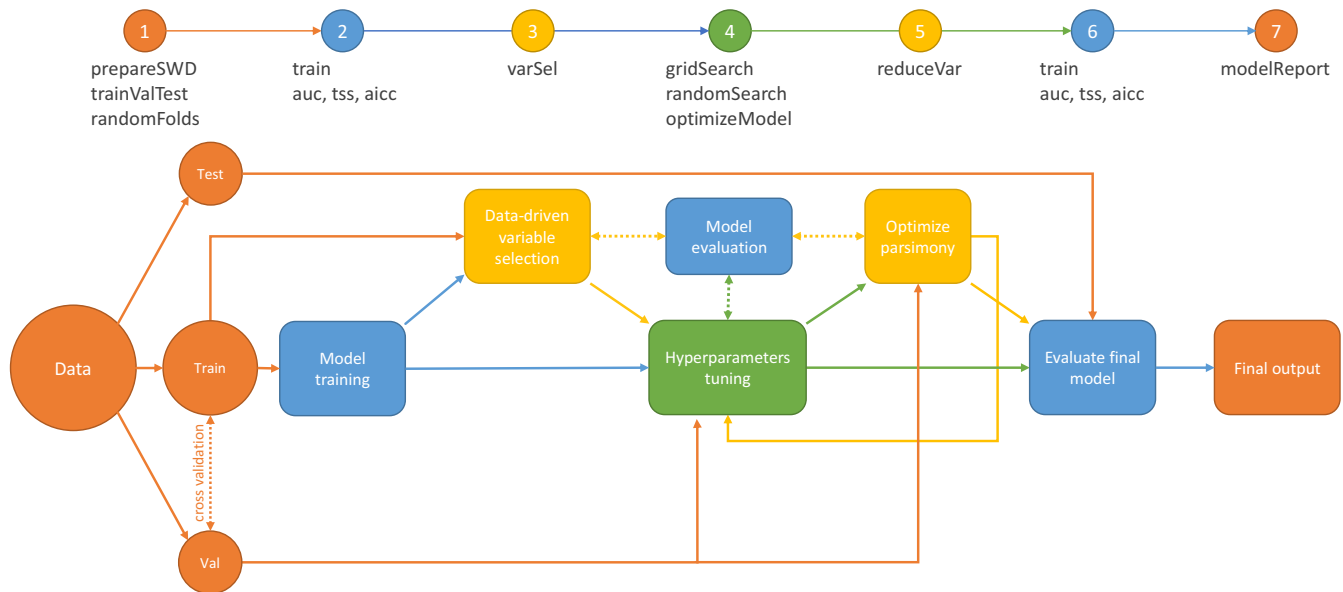 1
2
3
4
5
6
7
prepareSWD
trainValTest
randomFolds
train
auc, tss, aicc
varSel
gridSearch
randomSearch
optimizeModel
reduceVar
train
auc, tss, aicc
modelReport
Test
Data-driven
variable
selection
Model
evaluation
Optimize
parsimony
Data
Train
Model
training
Hyperparameters
tuning
Evaluate final
model
Final output
cross validation
Val